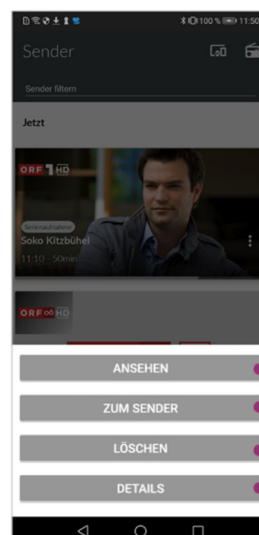 100 % 11:50
Sender
Sender filtern
Jetzt
ORF 1 HD
Serienaufnahme
Soko Kitzbühel
11:10 - 50min
ORF oö HD
ANSEHEN
ZUM SENDER
LÖSCHEN
DETAILS